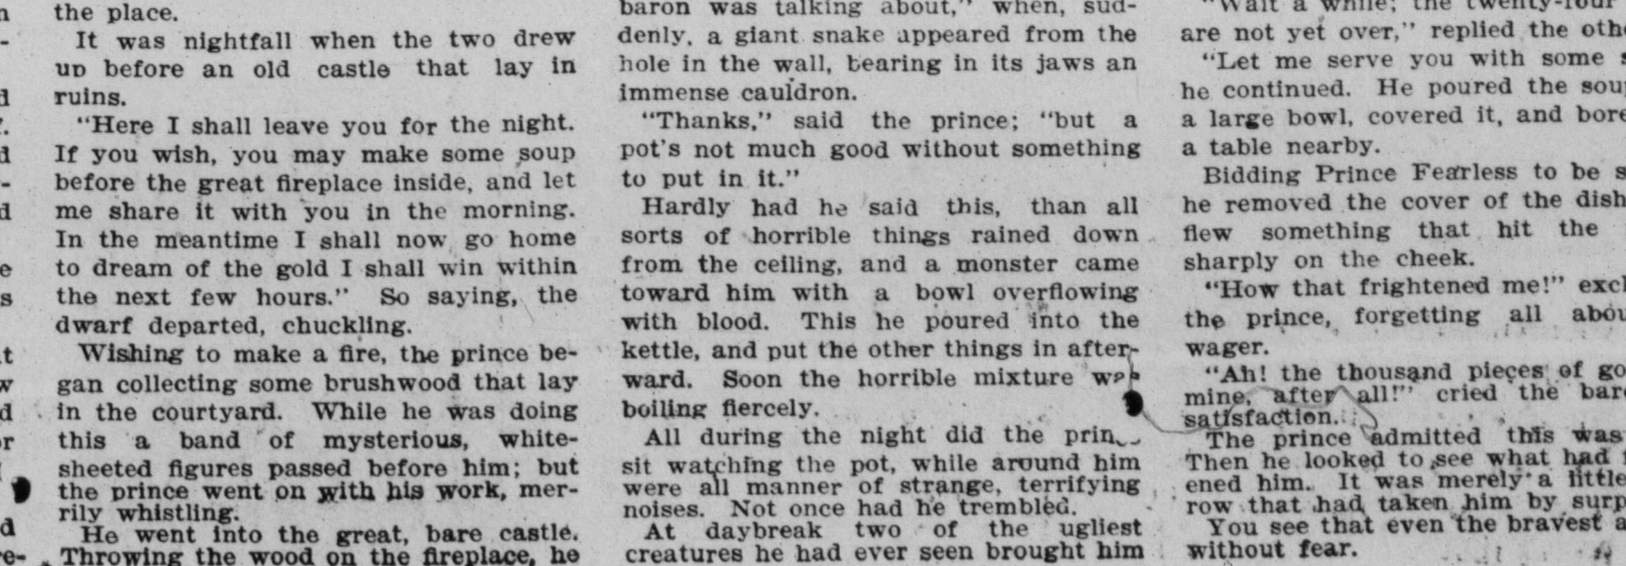 the place.
It was nightfall when the two drew
up before an old castle that lay in
ruins.
"Here I shall leave you for the night.
If you wish, you may make some soup
before the great fireplace inside, and let
me share it with you in the morning.
In the meantime I shall now go home
to dream of the gold I shall win within
the next few hours." So saying, the
dwarf departed, chuckling.
Wishing to make a fire, the prince be-
gan collecting some brushwood that lay
in the courtyard. While he was doing
this a band of mysterious, white-
sheeted figures passed before him; but
the prince went on with his work, mer-
rily whistling.
He went into the great, bare castle.
Throwing the wood on the fireplace, he
baron was talking about," when, sud-
denly, a giant snake appeared from the
hole in the wall, bearing in its jaws an
immense cauldron.
"Thanks," said the prince; "but a
pot's not much good without something
to put in it."
Hardly had he said this, than all
sorts of horrible things rained down
from the ceiling, and a monster came
toward him with a bowl overflowing
with blood. This he poured into the
kettle, and put the other things in after-
ward. Soon the horrible mixture was
boiling fiercely.
All during the night did the
sit watching the pot, while around him
were all manner of strange, terrifying
noises. Not once had he trembled.
At daybreak two of the ugliest
creatures he had ever seen brought him
"Wait a while; the twenty-four
are not yet over," replied the
"Let me serve you with some
he continued. He poured the
a large bowl, covered it, and
a table nearby.
Bidding Prince Fearless to be
he removed the cover of the dish
flew something that hit the
sharply on the cheek.
"How that frightened me!"
the prince, forgetting all
wager.
"Ah! the thousand pieces of
mine, after all!" cried the
satisfaction.
The prince admitted this was
Then he looked to see what had
ened him. It was merely a little
row that had taken him by
You see that even the bravest
without fear.